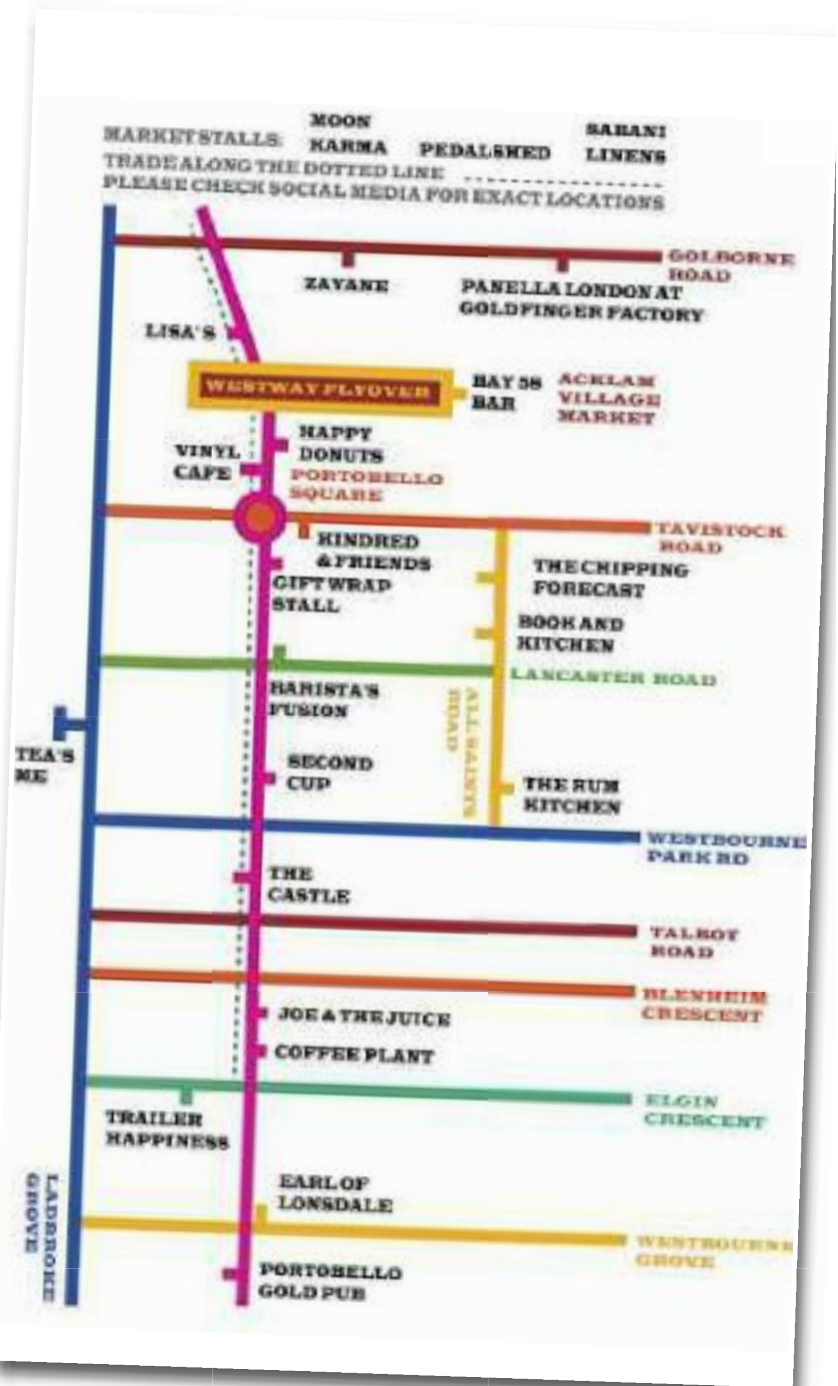 MOON
KARMA
MARKET STALLS: PEDALSHED
SABANI
LINENS
TRADE ALONG THE DOTTED LINE
PLEASE CHECK SOCIAL MEDIA FOR EXACT LOCATIONS
GOLBORNE
ROAD
ZAYANE
PANELLA LONDON AT
GOLDFINGER FACTORY
LISA'S
WESTWAY FLYOVER
BAY 58
BAR
ACKLAM
VILLAGE
MARKET
HAPPY
DONUTS
VINYL
CAFE
PORTOBELLO
SQUARE
TAVISTOCK
ROAD
KINDRED
& FRIENDS
GIFT WRAP
STALL
THE CHIPPING
FORECAST
BOOK AND
KITCHEN
LANCASTER ROAD
BARISTA'S
FUSION
ALL SAINTS
ROAD
TEA'S
ME
SECOND
CUP
THE RUM
KITCHEN
WESTBOURNE
PARK RD
THE
CASTLE
TALBOT
ROAD
BLENHEIM
CRESCENT
JOE & THE JUICE
COFFEE PLANT
ELGIN
CRESCENT
TRAILER
HAPPINESS
LADBROKE
GROVE
EARL OF
LONSDALE
WESTBOURNE
GROVE
PORTOBELLO
GOLD PUB